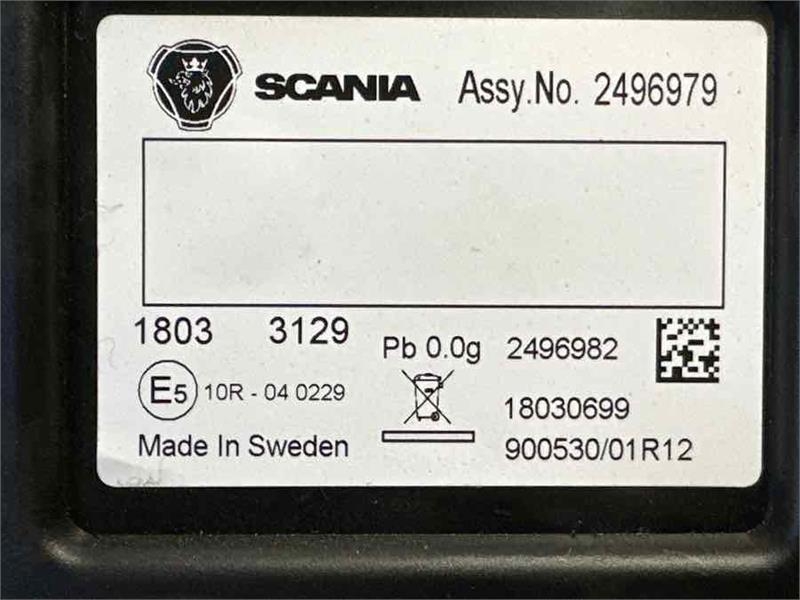 SCANIA Assy.No. 2496979
1803 3129
Pb 0.0g 2496982
E5 10R - 04 0229
18030699
Made In Sweden
900530/01R12